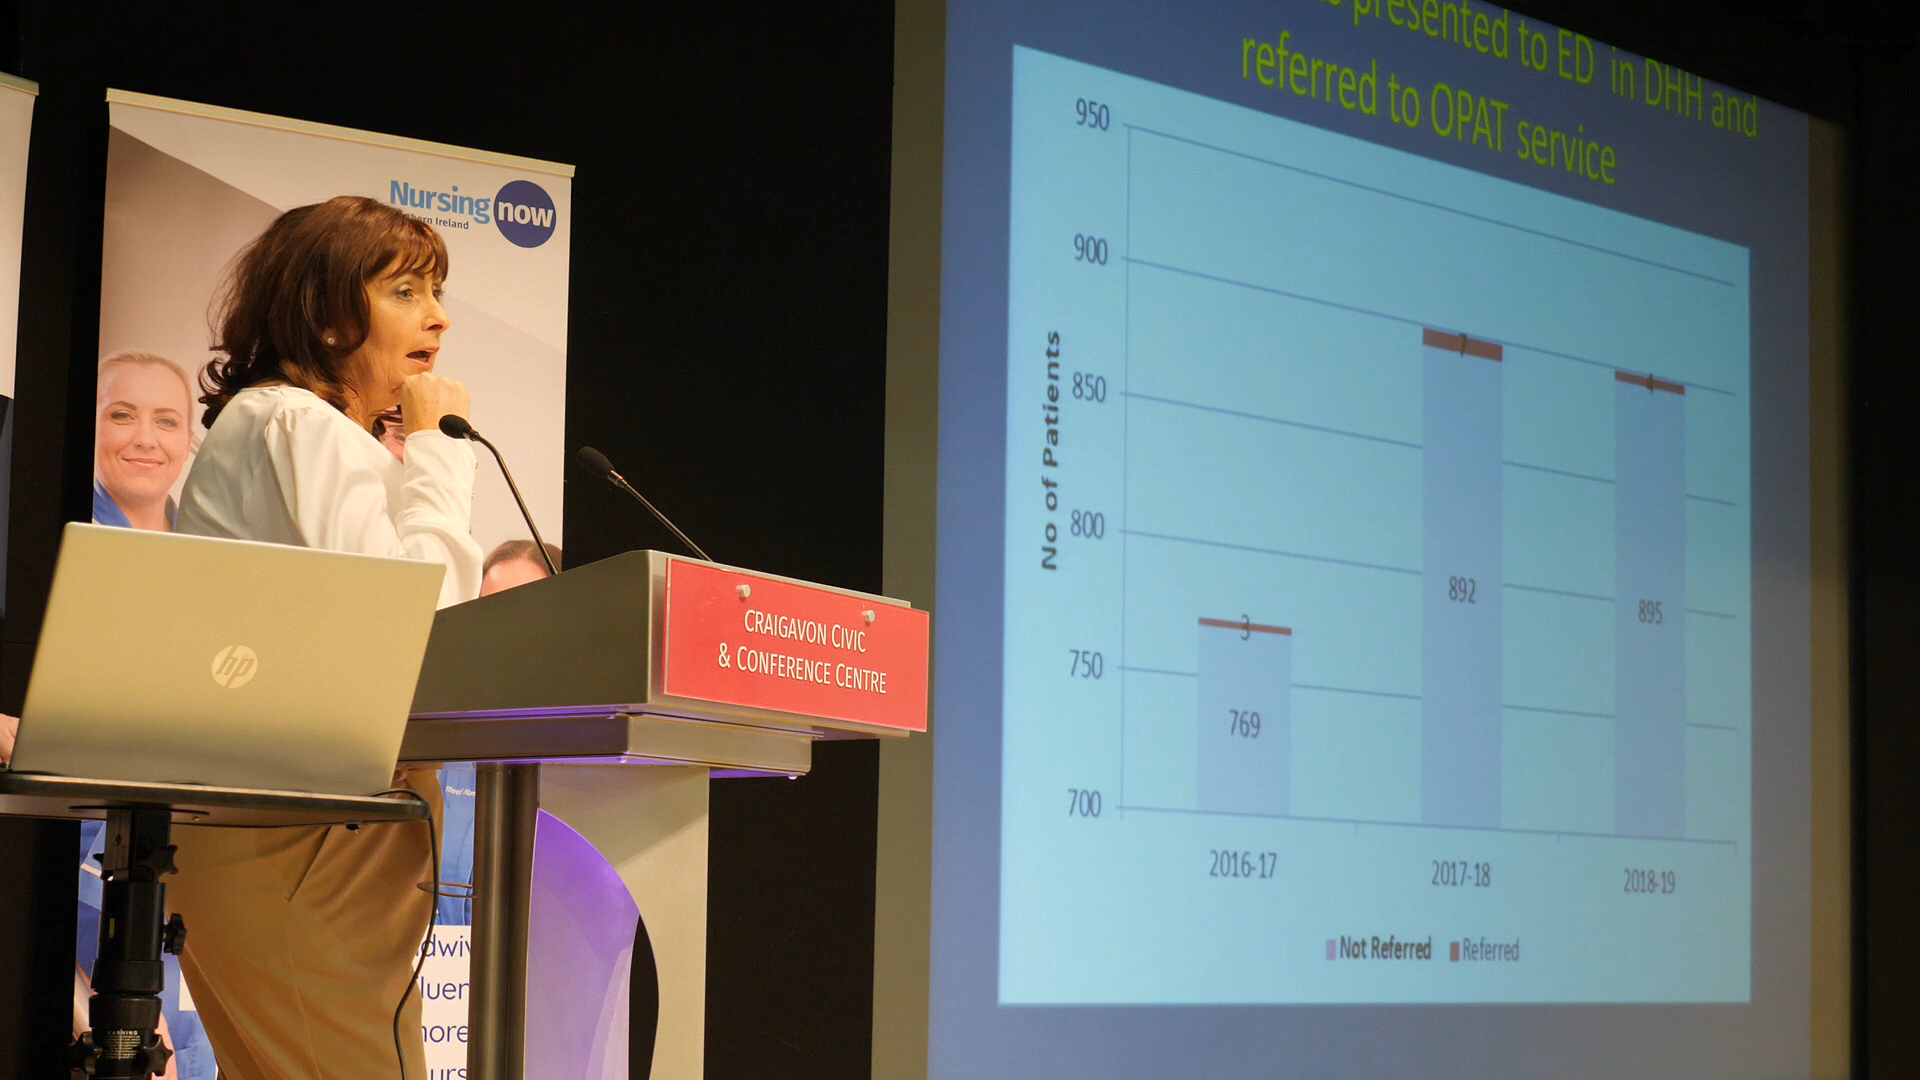 Nursing now
Ireland
hp
CRAIGAVON CIVIC
& CONFERENCE CENTRE
WARNING
presented to ED in DHH and
referred to OPAT service
No of Patients
950
900
850
800
750
700
3
769
7
892
4
895
2016-17
2017-18
2018-19
Not Referred
Referred